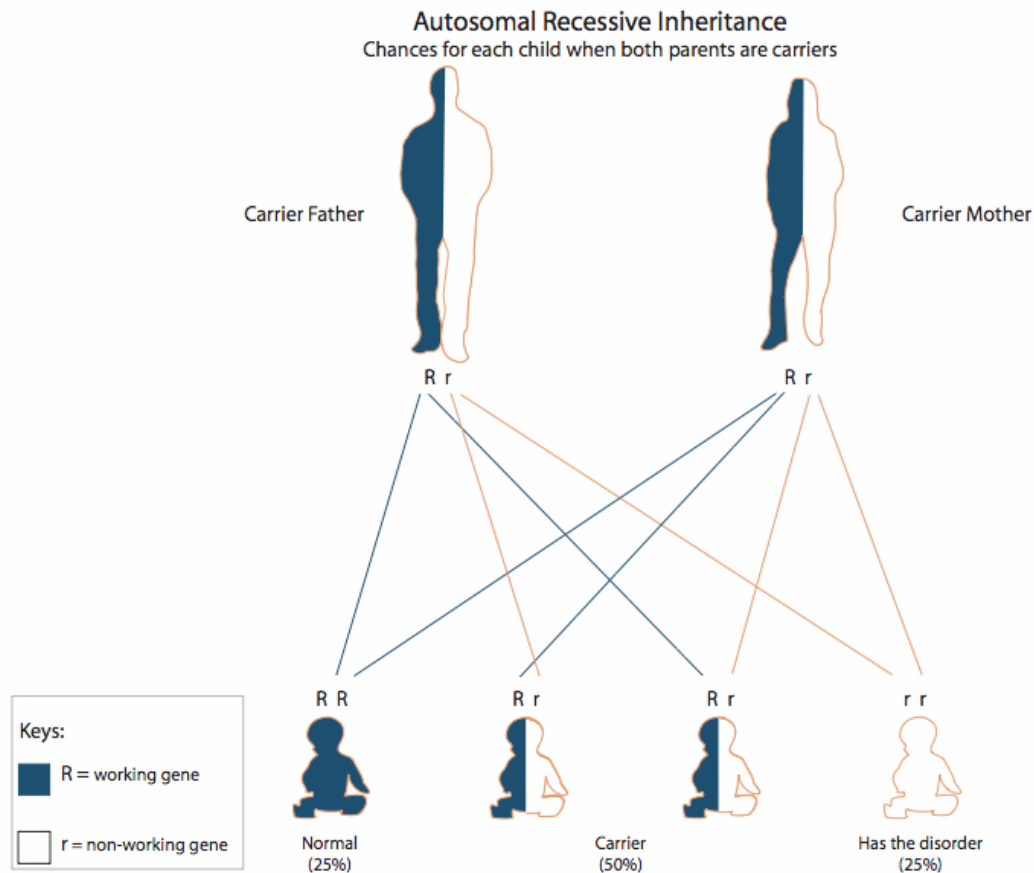 Autosomal Recessive Inheritance
Chances for each child when both parents are carriers
Carrier Father
Carrier Mother
R r
R r
R R
R r
R r
r r
Keys:
R = working gene
r = non-working gene
Normal
(25%)
Carrier
(50%)
Has the disorder
(25%)